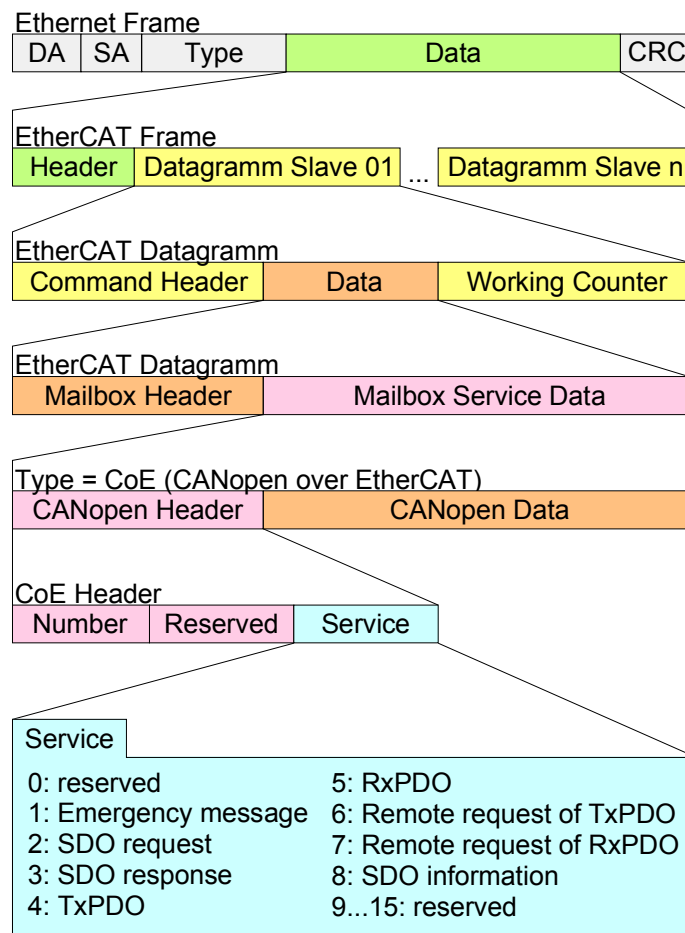 Ethernet Frame
DA SA Type Data CRC
EtherCAT Frame
Header Datagramm Slave 01 ... Datagramm Slave n
EtherCAT Datagramm
Command Header Data Working Counter
EtherCAT Datagramm
Mailbox Header Mailbox Service Data
Type = CoE (CANopen over EtherCAT)
CANopen Header CANopen Data
CoE Header
Number Reserved Service
Service
0: reserved
1: Emergency message
2: SDO request
3: SDO response
4: TxPDO
5: RxPDO
6: Remote request of TxPDO
7: Remote request of RxPDO
8: SDO information
9...15: reserved